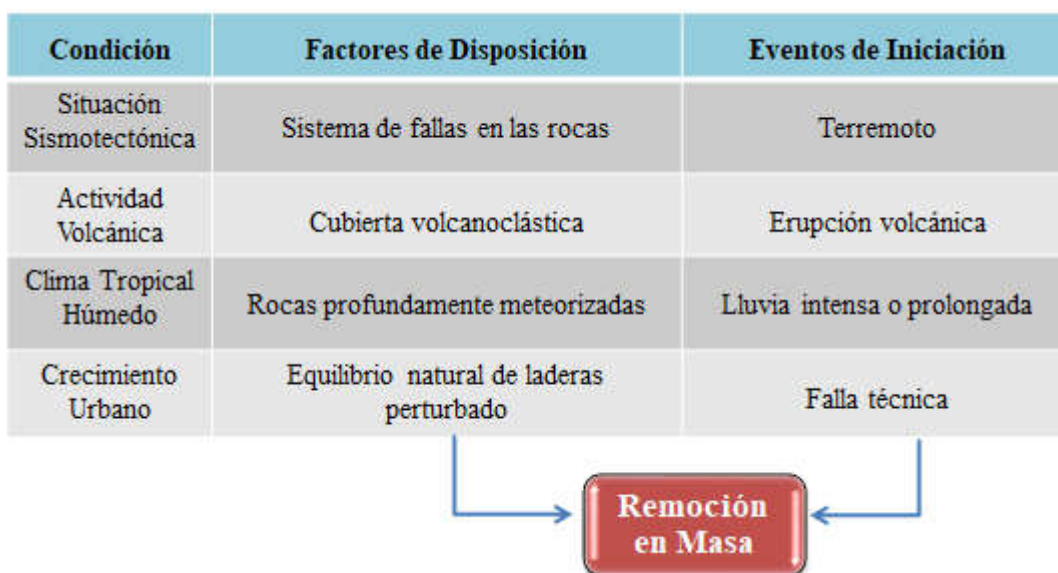 Condición
Factores de Disposición
Eventos de Iniciación
Situación
Sismotectónica
Sistema de fallas en las rocas
Terremoto
Actividad
Volcánica
Cubierta volcanoclástica
Erupción volcánica
Clima Tropical
Húmedo
Rocas profundamente meteorizadas
Lluvia intensa o prolongada
Crecimiento
Urbano
Equilibrio natural de laderas
perturbado
Falla técnica
Remoción
en Masa